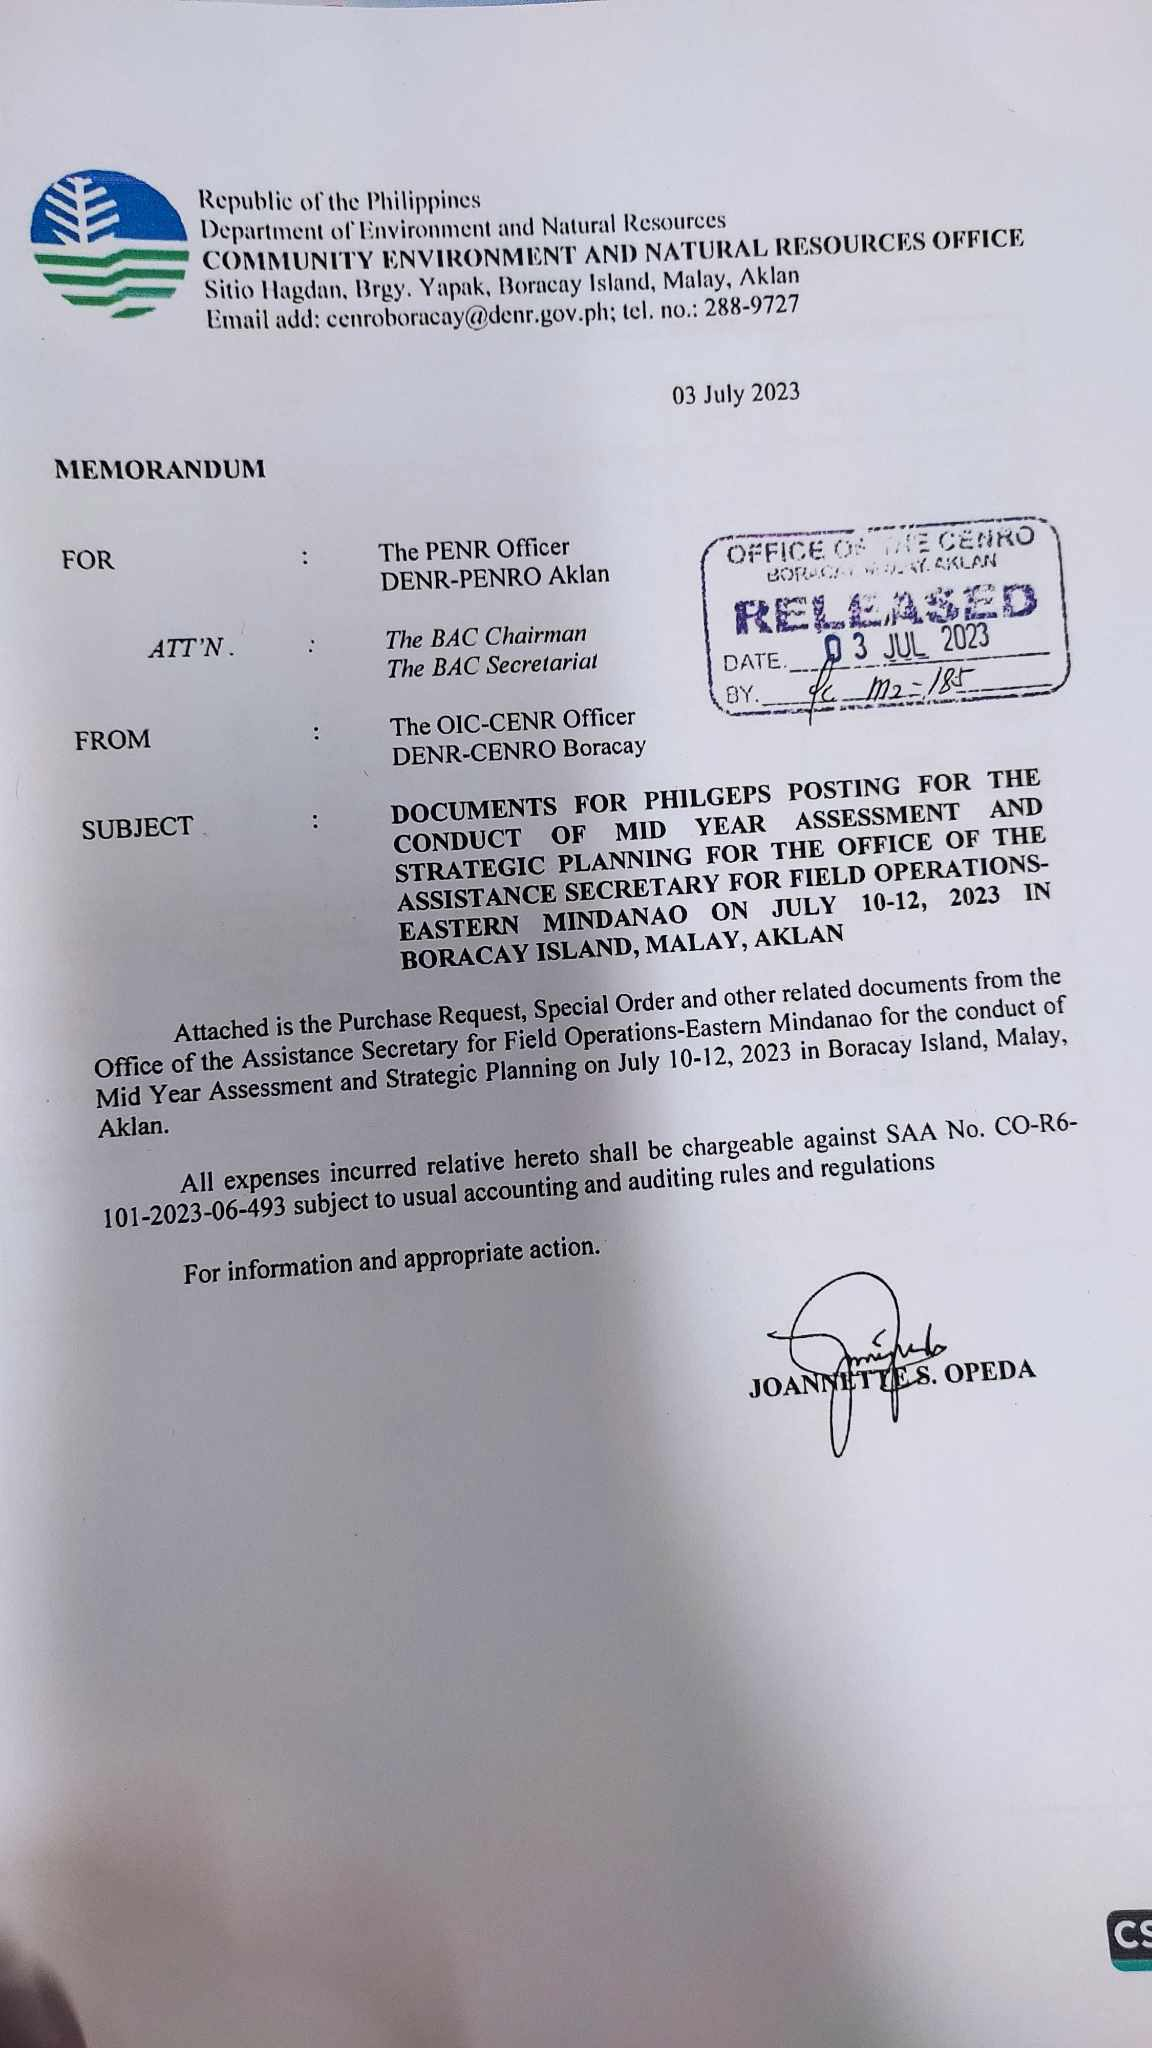 Republic of the Philippines
Department of Environment and Natural Resources
COMMUNITY ENVIRONMENT AND NATURAL RESOURCES OFFICE
Sitio Hagdan, Brgy. Yapak, Boracay Island, Malay, Aklan
Email add: cenroboracay@denr.gov.ph; tel. no.: 288-9727
03 July 2023
MEMORANDUM
FOR : The PENR Officer
DENR-PENRO Aklan
ATT'N. : The BAC Chairman
The BAC Secretariat
OFFICE OF THE CENRO
BORACAY MALAY, AKLAN
RELEASED
DATE. 03 JUL 2023
BY. M2-185
FROM : The OIC-CENR Officer
DENR-CENRO Boracay
SUBJECT : DOCUMENTS FOR PHILGEPS POSTING FOR THE
CONDUCT OF MID YEAR ASSESSMENT AND
STRATEGIC PLANNING FOR THE OFFICE OF THE
ASSISTANCE SECRETARY FOR FIELD OPERATIONS-
EASTERN MINDANAO ON JULY 10-12, 2023 IN
BORACAY ISLAND, MALAY, AKLAN
Attached is the Purchase Request, Special Order and other related documents from the
Office of the Assistance Secretary for Field Operations-Eastern Mindanao for the conduct of
Mid Year Assessment and Strategic Planning on July 10-12, 2023 in Boracay Island, Malay,
Aklan.
All expenses incurred relative hereto shall be chargeable against SAA No. CO-R6-
101-2023-06-493 subject to usual accounting and auditing rules and regulations
For information and appropriate action.
JOANNETTE S. OPEDA
CS